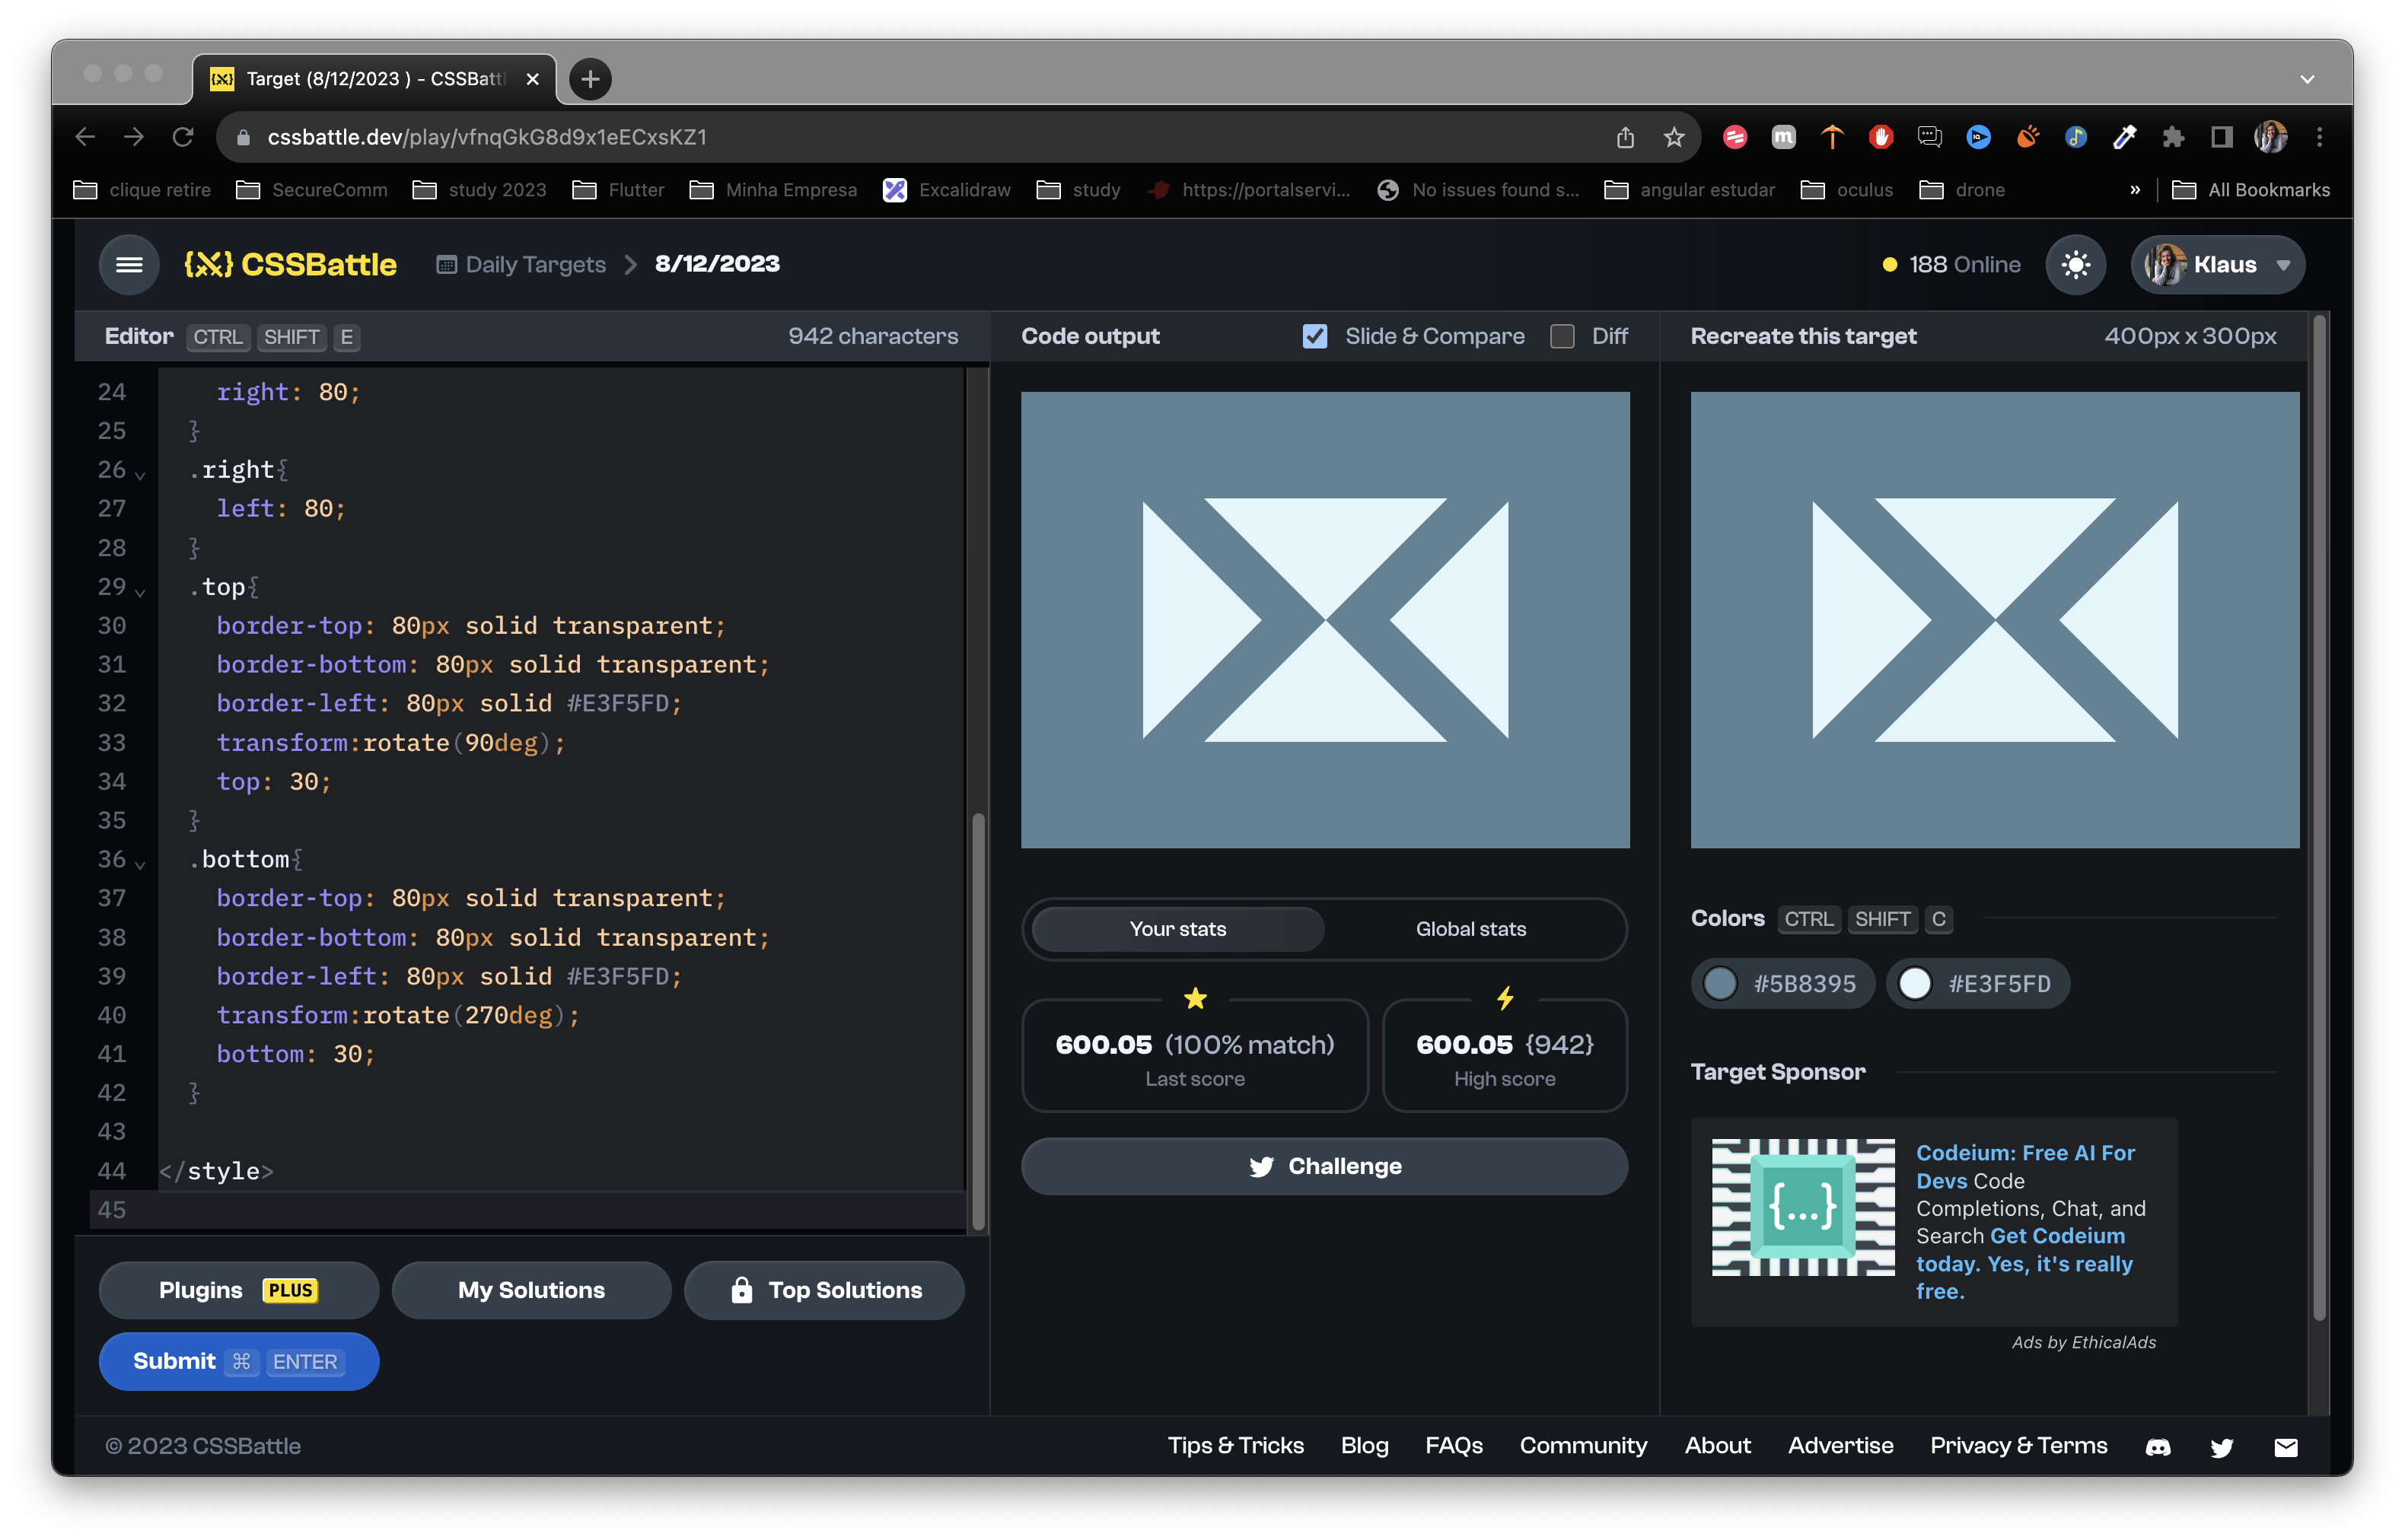 Target (8/12/2023 ) - CSSBattl
cssbattle.dev/play/vfnqGkG8d9x1eECxsKZ1
clique retire
SecureComm
study 2023
Flutter
Minha Empresa
Excalidraw
study
https://portalservi...
No issues found s...
angular estudar
oculus
drone
»
All Bookmarks
{X} CSSBattle
Daily Targets > 8/12/2023
188 Online
Klaus
Editor CTRL SHIFT E
942 characters
24 right: 80;
25 }
26 .right{
27 left: 80;
28 }
29 .top{
30 border-top: 80px solid transparent;
31 border-bottom: 80px solid transparent;
32 border-left: 80px solid #E3F5FD;
33 transform:rotate(90deg);
34 top: 30;
35 }
36 .bottom{
37 border-top: 80px solid transparent;
38 border-bottom: 80px solid transparent;
39 border-left: 80px solid #E3F5FD;
40 transform:rotate(270deg);
41 bottom: 30;
42 }
43
44 </style>
45
Plugins PLUS
My Solutions
Top Solutions
Submit ⌘ ENTER
Code output
Slide & Compare
Diff
Your stats
Global stats
600.05 (100% match)
Last score
600.05 {942}
High score
Challenge
Recreate this target
400px x 300px
Colors CTRL SHIFT C
#5B8395
#E3F5FD
Target Sponsor
{...}
Codeium: Free AI For
Devs Code
Completions, Chat, and
Search Get Codeium
today. Yes, it's really
free.
Ads by EthicalAds
© 2023 CSSBattle
Tips & Tricks
Blog
FAQs
Community
About
Advertise
Privacy & Terms